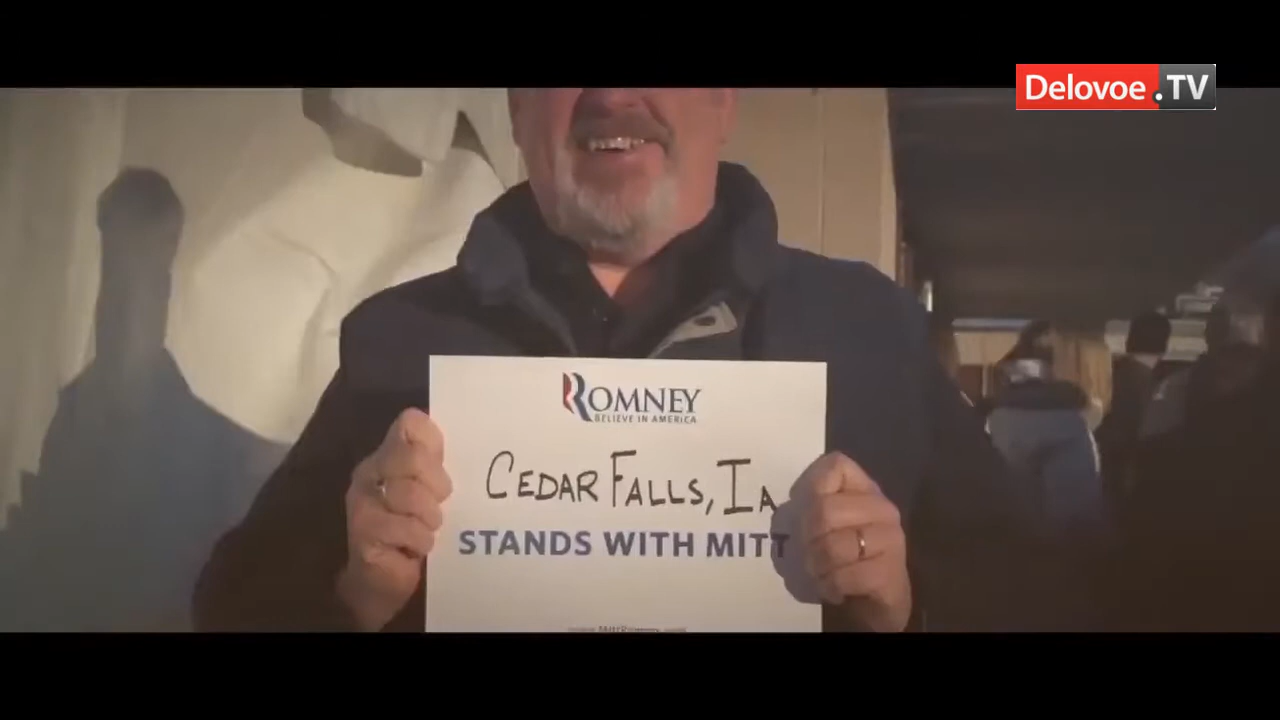 Delovoe.TV
ROMNEY
BELIEVE IN AMERICA
CEDAR FALLS, IA
STANDS WITH MITT